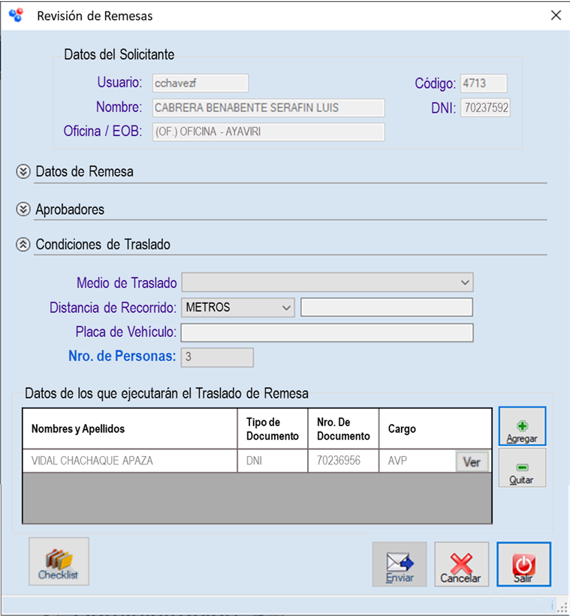 Revisión de Remesas
Datos del Solicitante
Usuario: cchavezf Código: 4713
Nombre: CABRERA BENABENTE SERAFIN LUIS DNI: 70237592
Oficina / EOB: (OF.) OFICINA - AYAVIRI
Datos de Remesa
Aprobadores
Condiciones de Traslado
Medio de Traslado
Distancia de Recorrido: METROS
Placa de Vehículo:
Nro. de Personas: 3
Datos de los que ejecutarán el Traslado de Remesa
Nombres y Apellidos Tipo de Documento Nro. De Documento Cargo
VIDAL CHACHAQUE APAZA DNI 70236956 AVP Ver
Agregar
Quitar
Checklist Enviar Cancelar Salir